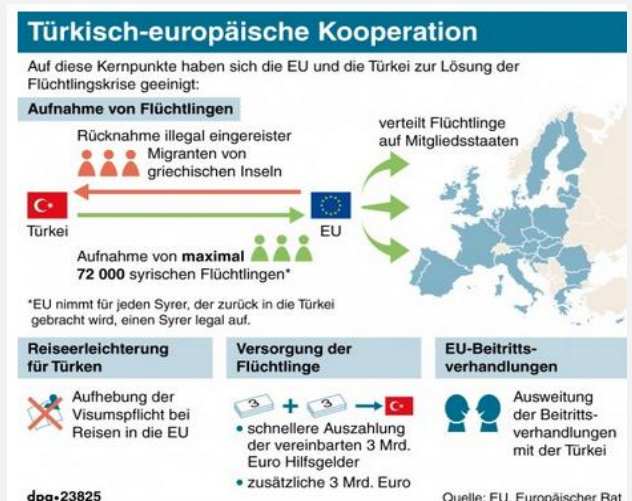 Türkisch-europäische Kooperation
Auf diese Kernpunkte haben sich die EU und die Türkei zur Lösung der
Flüchtlingskrise geeinigt:
Aufnahme von Flüchtlingen
Rücknahme illegal eingereister
Migranten von
griechischen Inseln
verteilt Flüchtlinge
auf Mitgliedsstaaten
Türkei
EU
Aufnahme von maximal
72 000 syrischen Flüchtlingen*
*EU nimmt für jeden Syrer, der zurück in die Türkei
gebracht wird, einen Syrer legal auf.
Reiseerleichterung
für Türken
Aufhebung der
Visumspflicht bei
Reisen in die EU
Versorgung der
Flüchtlinge
3 + 3
• schnellere Auszahlung
der vereinbarten 3 Mrd.
Euro Hilfsgelder
• zusätzliche 3 Mrd. Euro
EU-Beitritts-
verhandlungen
Ausweitung
der Beitritts-
verhandlungen
mit der Türkei
dpa•23825
Quelle: EU, Europäischer Rat